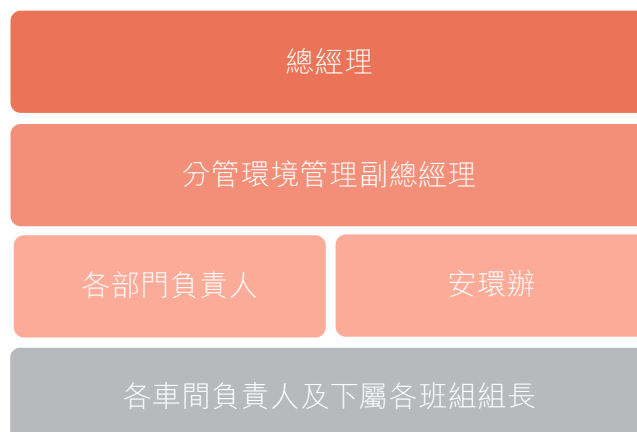 總經理
分管環境管理副總經理
各部門負責人
安環辦
各車間負責人及下屬各班組組長